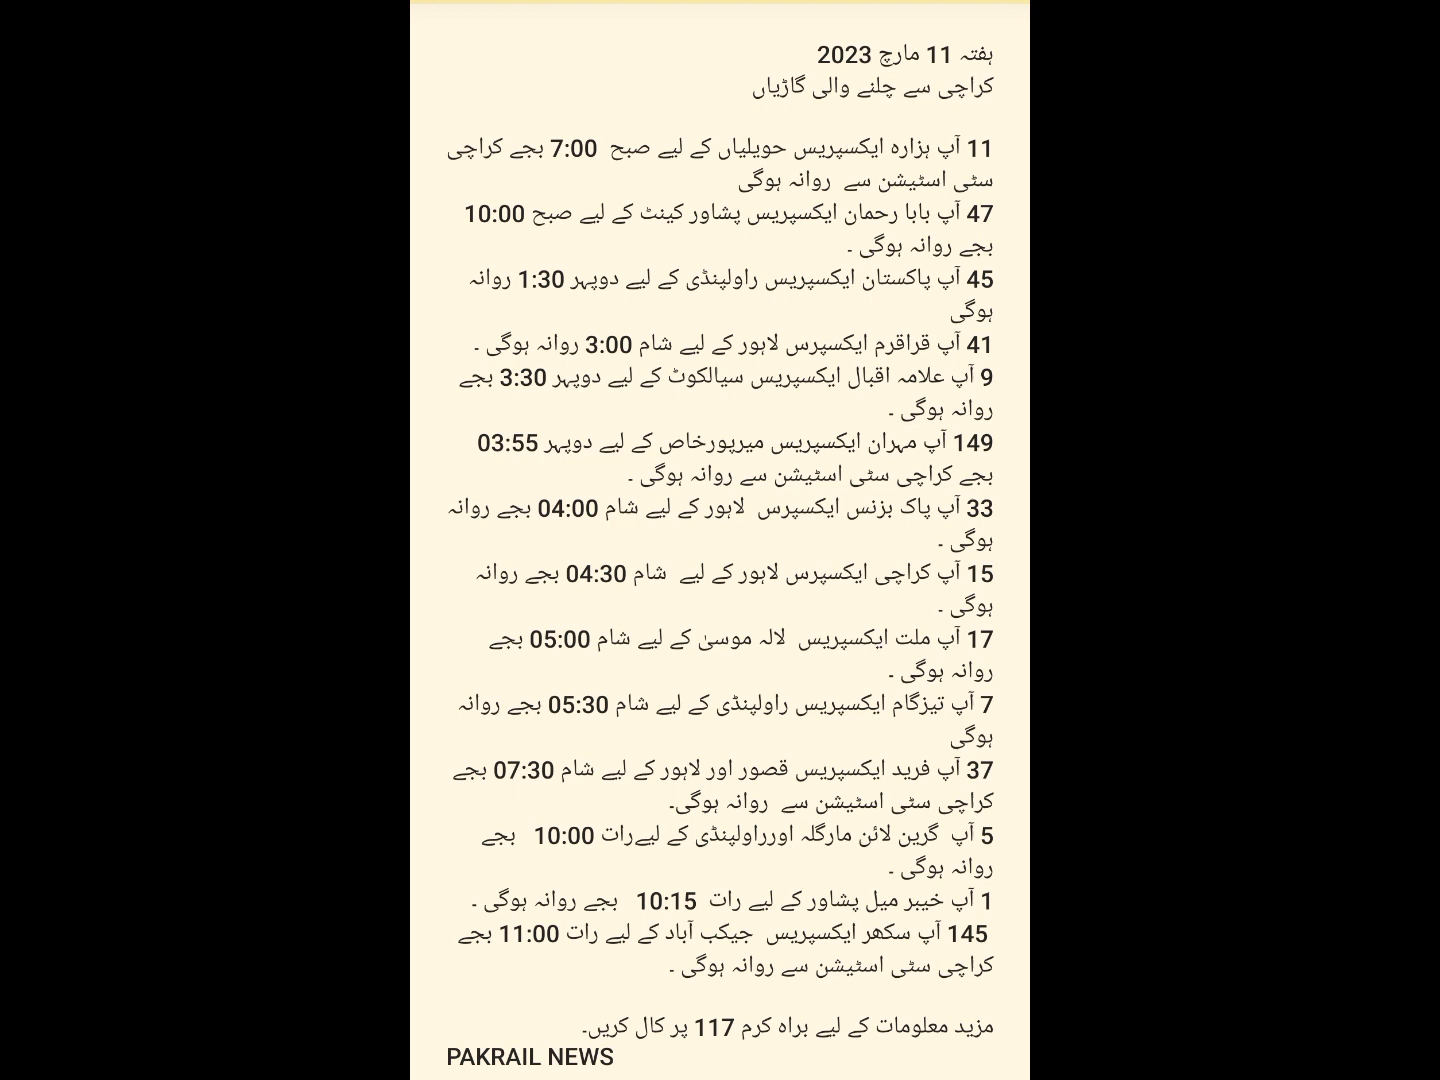 ہفتہ 11 مارچ 2023
کراچی سے چلنے والی گاڑیاں
11 آپ ہزارہ ایکسپریس حویلیاں کے لیے صبح 7:00 بجے کراچی
سٹی اسٹیشن سے روانہ ہوگی
47 آپ بابا رحمان ایکسپریس پشاور کینٹ کے لیے صبح 10:00
بجے روانہ ہوگی ۔
45 آپ پاکستان ایکسپریس راولپنڈی کے لیے دوپہر 1:30 روانہ
ہوگی
41 آپ قراقرم ایکسپرس لاہور کے لیے شام 3:00 روانہ ہوگی ۔
9 آپ علامہ اقبال ایکسپریس سیالکوٹ کے لیے دوپہر 3:30 بجے
روانہ ہوگی ۔
149 آپ مہران ایکسپریس میرپورخاص کے لیے دوپہر 03:55
بجے کراچی سٹی اسٹیشن سے روانہ ہوگی ۔
33 آپ پاک بزنس ایکسپرس لاہور کے لیے شام 04:00 بجے روانہ
ہوگی ۔
15 آپ کراچی ایکسپرس لاہور کے لیے شام 04:30 بجے روانہ
ہوگی ۔
17 آپ ملت ایکسپریس لالہ موسیٰ کے لیے شام 05:00 بجے
روانہ ہوگی ۔
7 آپ تیزگام ایکسپریس راولپنڈی کے لیے شام 05:30 بجے روانہ
ہوگی
37 آپ فرید ایکسپریس قصور اور لاہور کے لیے شام 07:30 بجے
کراچی سٹی اسٹیشن سے روانہ ہوگی۔
5 آپ گرین لائن مارگلہ اورراولپنڈی کے لیےرات 10:00 بجے
روانہ ہوگی ۔
1 آپ خیبر میل پشاور کے لیے رات 10:15 بجے روانہ ہوگی ۔
145 آپ سکھر ایکسپریس جیکب آباد کے لیے رات 11:00 بجے
کراچی سٹی اسٹیشن سے روانہ ہوگی ۔
مزید معلومات کے لیے براہ کرم 117 پر کال کریں۔
PAKRAIL NEWS